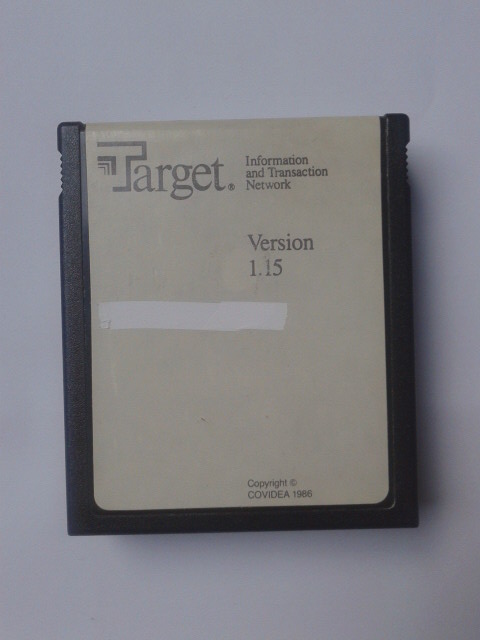 Target®
Information
and Transaction
Network
Version
1.15
Copyright ©
COVIDEA 1986